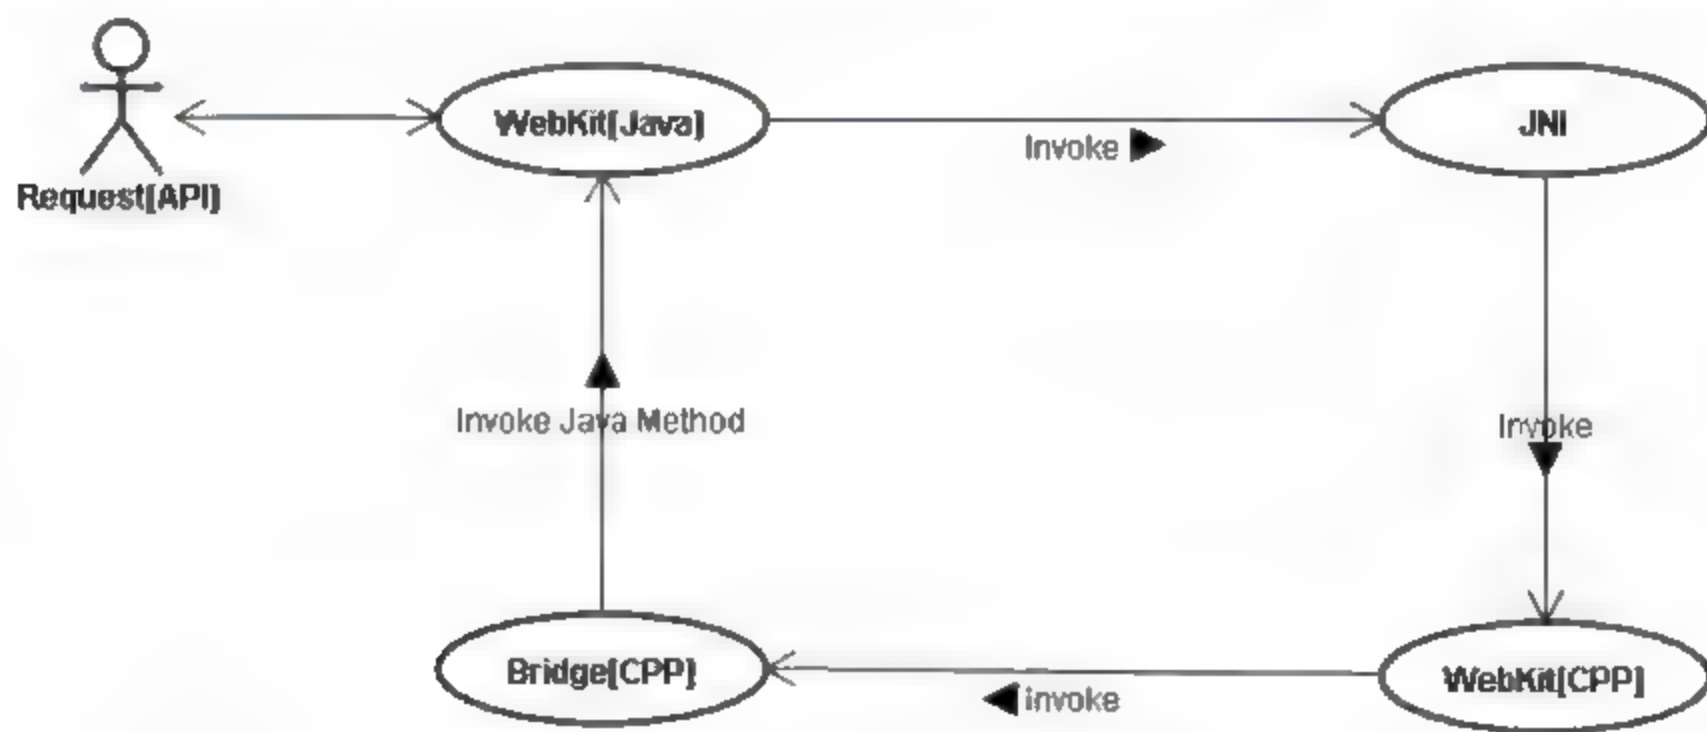 WebKit[Java]
JNI
Invoke
Request[API]
Invoke Java Method
Invoke
Bridge[CPP]
WebKit[CPP]
invoke